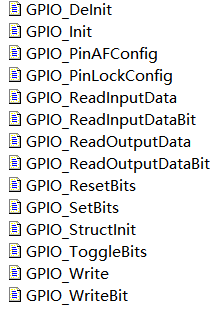 GPIO_DeInit
GPIO_Init
GPIO_PinAFConfig
GPIO_PinLockConfig
GPIO_ReadInputData
GPIO_ReadInputDataBit
GPIO_ReadOutputData
GPIO_ReadOutputDataBit
GPIO_ResetBits
GPIO_SetBits
GPIO_StructInit
GPIO_ToggleBits
GPIO_Write
GPIO_WriteBit